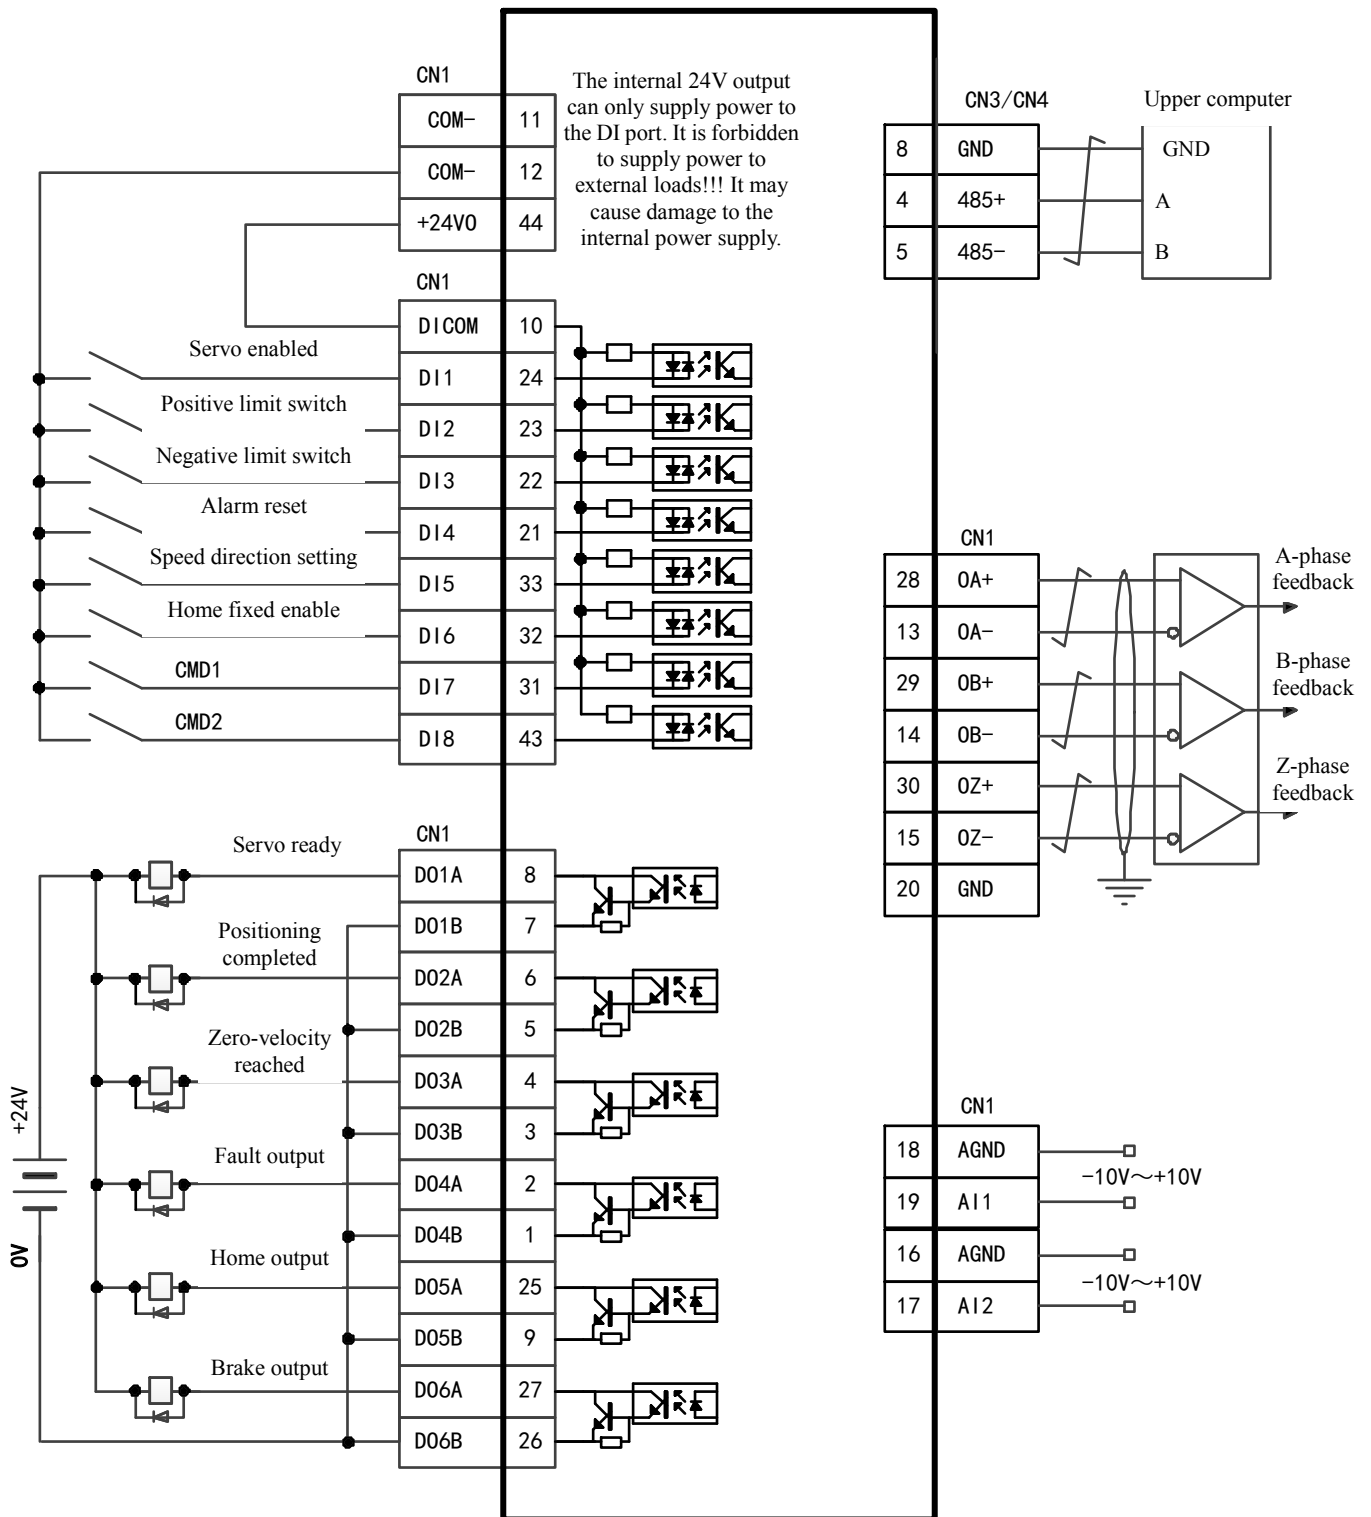 CN1
COM- 11
COM- 12
+24VO 44
The internal 24V output
can only supply power to
the DI port. It is forbidden
to supply power to
external loads!!! It may
cause damage to the
internal power supply.
CN3/CN4
Upper computer
8 GND GND
4 485+ A
5 485- B
CN1
DICOM 10
Servo enabled
DI1 24
Positive limit switch
DI2 23
Negative limit switch
DI3 22
Alarm reset
DI4 21
Speed direction setting
DI5 33
Home fixed enable
DI6 32
CMD1
DI7 31
CMD2
DI8 43
CN1
28 OA+
A-phase
feedback
13 OA-
29 OB+
B-phase
feedback
14 OB-
30 OZ+
Z-phase
feedback
15 OZ-
20 GND
CN1
Servo ready
DO1A 8
DO1B 7
Positioning
completed
DO2A 6
DO2B 5
Zero-velocity
reached
DO3A 4
DO3B 3
Fault output
DO4A 2
DO4B 1
Home output
DO5A 25
DO5B 9
Brake output
DO6A 27
DO6B 26
+24V
0V
CN1
18 AGND
-10V～+10V
19 AI1
16 AGND
-10V～+10V
17 AI2